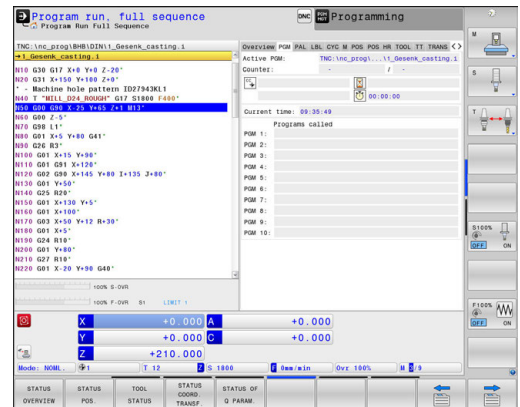 Program run, full sequence
Program Run Full Sequence
DNC
Programming
TNC:\nc_prog\BHB\DIN\1_Gesenk_casting.i
→1_Gesenk_casting.i
N10 G30 G17 X+0 Y+0 Z-20*
N20 G31 X+150 Y+100 Z+0*
* - Machine hole pattern ID27943KL1
N40 T "MILL_D24_ROUGH" G17 S1800 F400*
N50 G00 G90 X-25 Y+65 Z+1 M13*
N60 G00 Z-5*
N70 G98 L1*
N80 G01 X+5 Y+80 G41*
N90 G26 R3*
N100 G01 X+15 Y+90*
N110 G01 G91 X+120*
N120 G02 G90 X+145 Y+80 I+135 J+80*
N130 G01 Y+50*
N140 G25 R20*
N150 G01 X+130 Y+5*
N160 G01 X+100*
N170 G03 X+50 Y+12 R+30*
N180 G01 X+5*
N190 G24 R10*
N200 G01 Y+80*
N210 G27 R10*
N220 G01 X-20 Y+90 G40*
100% S-OVR
100% F-OVR S1 LIMIT 1
Overview PGM PAL LBL CYC M POS POS HR TOOL TT TRANS
Active PGM: TNC:\nc_prog\...\1_Gesenk_casting.i
Counter: - / -
00:00:00
Current time: 09:35:49
Programs called
PGM 1:
PGM 2:
PGM 3:
PGM 4:
PGM 5:
PGM 6:
PGM 7:
PGM 8:
PGM 9:
PGM 10:
X +0.000 A +0.000
Y +0.000 C +0.000
Z +210.000
Mode: NOML. 1 T 12 Z S 1800 F 0mm/min Ovr 100% M 3/9
STATUS OVERVIEW
STATUS POS.
TOOL STATUS
STATUS COORD. TRANSF.
STATUS OF Q PARAM.
M
S
T
S100%
OFF ON
F100%
OFF ON